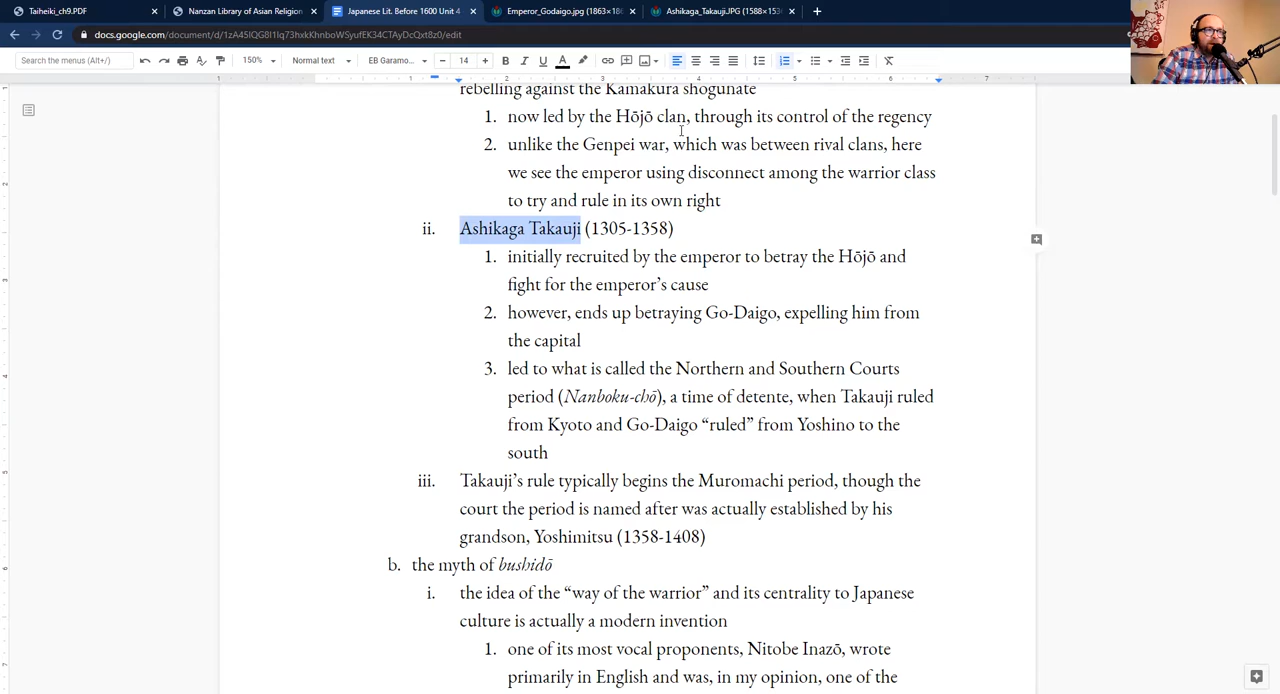 Taiheiki_ch9.PDF
Nanzan Library of Asian Religion
Japanese Lit. Before 1600 Unit 4
Emperor_Godaigo.jpg (1863×186
Ashikaga_Takauji.JPG (1588×153
docs.google.com/document/d/1zA45IQG8I1Iq73hxkKhnboWSyufEK34CTAyDcQxt8z0/edit
Search the menus (Alt+/)
150%
Normal text
EB Garamo...
14
rebelling against the Kamakura shogunate
1. now led by the Hōjō clan, through its control of the regency
2. unlike the Genpei war, which was between rival clans, here
we see the emperor using disconnect among the warrior class
to try and rule in its own right
ii. Ashikaga Takauji (1305-1358)
1. initially recruited by the emperor to betray the Hōjō and
fight for the emperor’s cause
2. however, ends up betraying Go-Daigo, expelling him from
the capital
3. led to what is called the Northern and Southern Courts
period (Nanboku-chō), a time of detente, when Takauji ruled
from Kyoto and Go-Daigo “ruled” from Yoshino to the
south
iii. Takauji’s rule typically begins the Muromachi period, though the
court the period is named after was actually established by his
grandson, Yoshimitsu (1358-1408)
b. the myth of bushidō
i. the idea of the “way of the warrior” and its centrality to Japanese
culture is actually a modern invention
1. one of its most vocal proponents, Nitobe Inazō, wrote
primarily in English and was, in my opinion, one of the